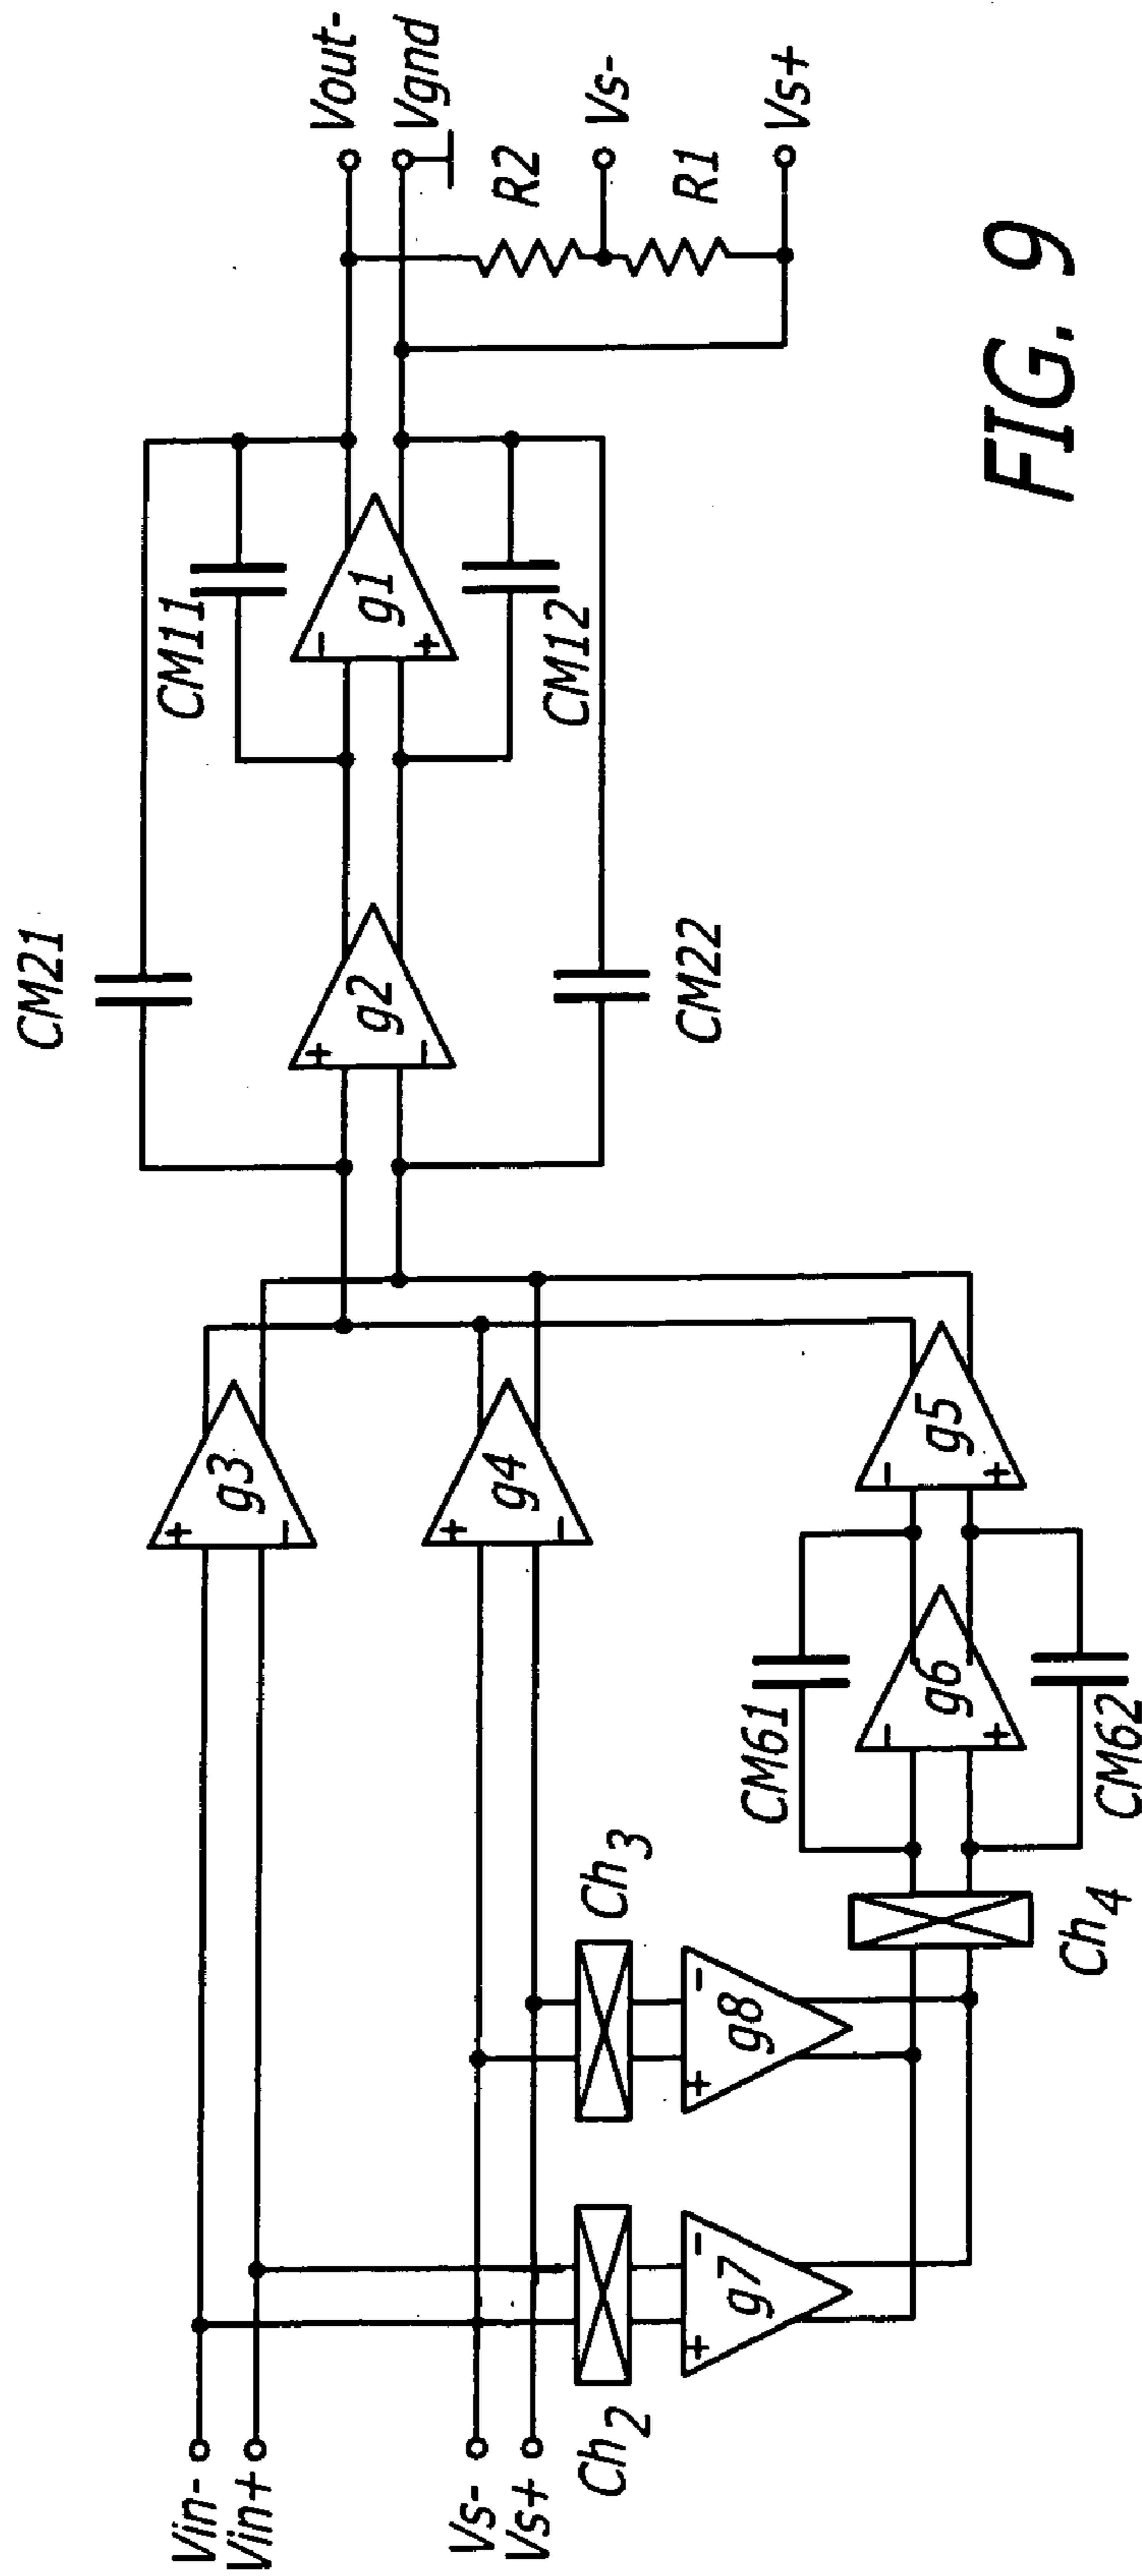 Vin-
Vin+
Vs-
Vs+
Ch2
Ch3
Ch4
+ g7 -
+ g8 -
+ g3 -
+ g4 -
CM61
- g6 +
CM62
- g5 +
CM21
+ g2 -
CM22
CM11
- g1 +
CM12
Vout-
Vgnd
R2
Vs-
R1
Vs+
FIG. 9